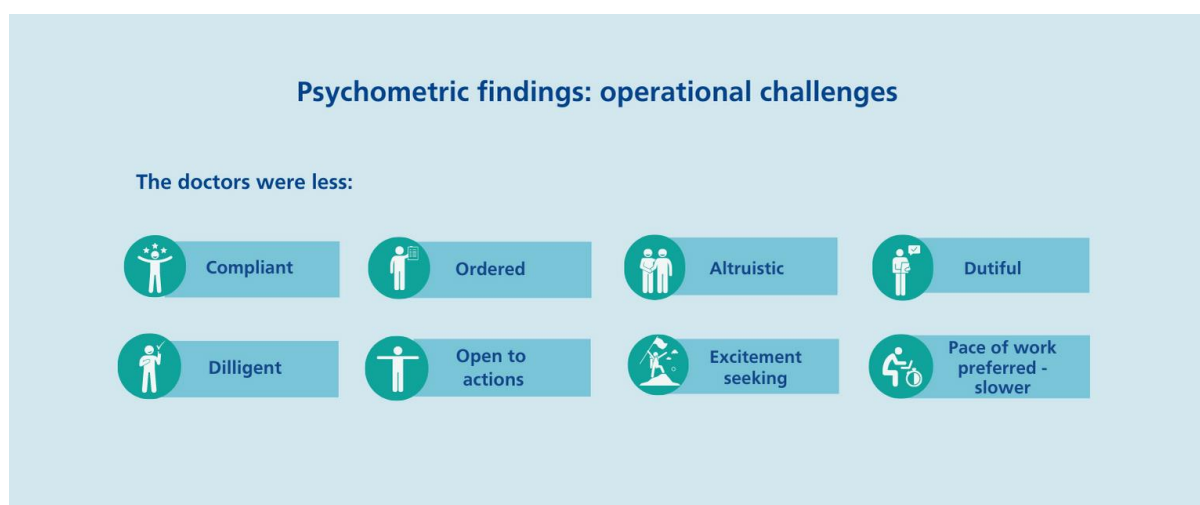 Psychometric findings: operational challenges
The doctors were less:
Compliant
Ordered
Altruistic
Dutiful
Dilligent
Open to
actions
Excitement
seeking
Pace of work
preferred -
slower